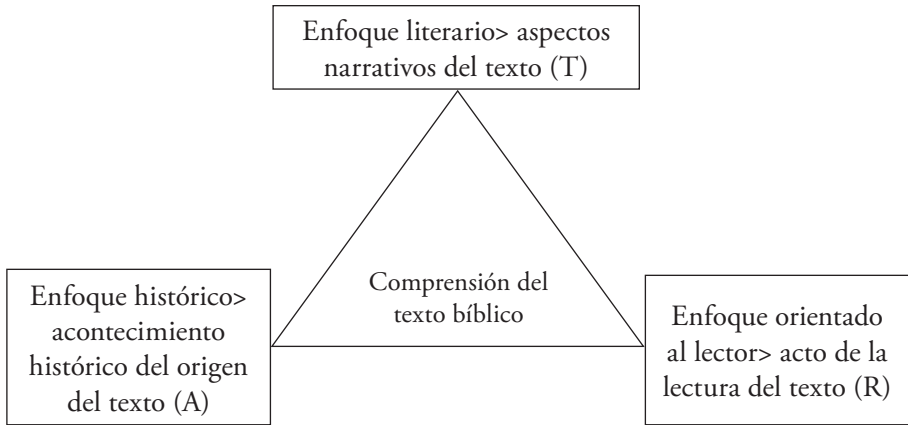 Enfoque literario> aspectos
narrativos del texto (T)
Comprensión del
texto bíblico
Enfoque histórico>
acontecimiento
histórico del origen
del texto (A)
Enfoque orientado
al lector> acto de la
lectura del texto (R)